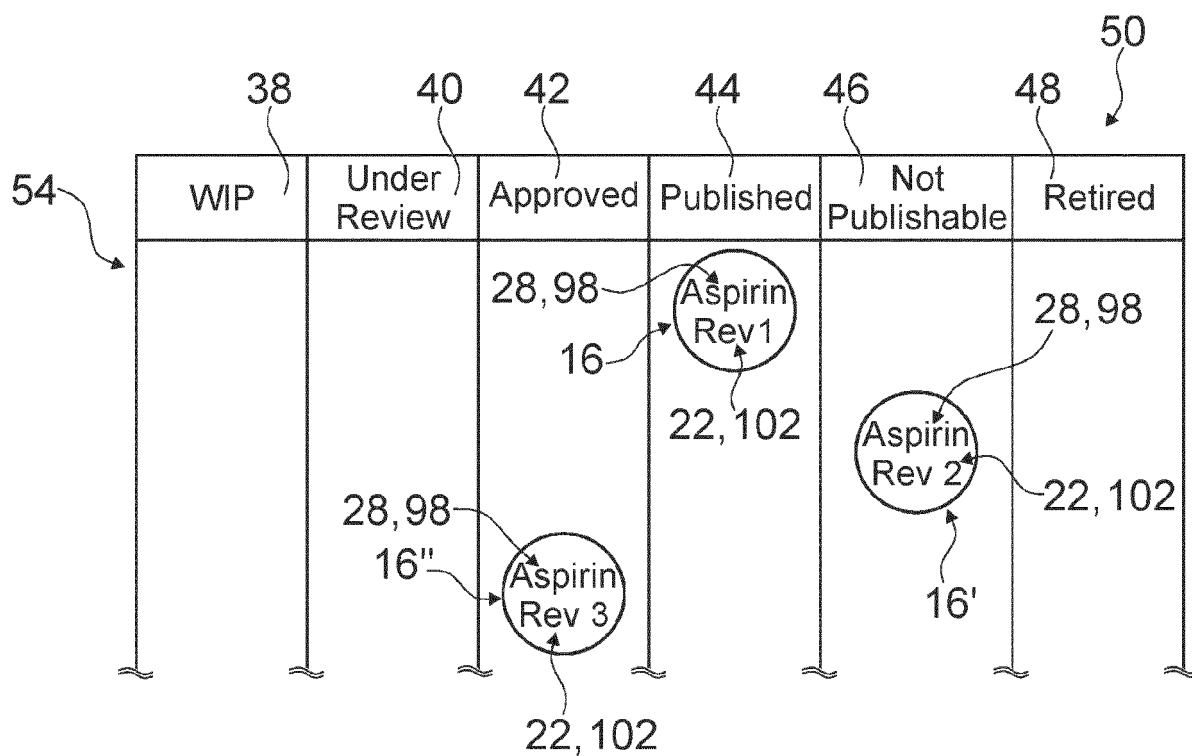 50
38 40 42 44 46 48
54
WIP
Under
Review
Approved
Published
Not
Publishable
Retired
28, 98
Aspirin
Rev1
16
22, 102
28, 98
Aspirin
Rev 2
22, 102
16'
28, 98
16"
Aspirin
Rev 3
22, 102